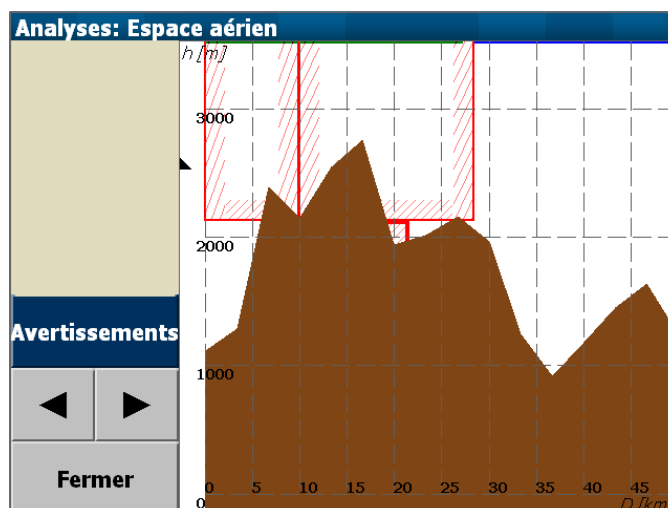 Analyses: Espace aérien
h [m]
3000
2000
1000
0
0 5 10 15 20 25 30 35 40 45
D [km
Avertissements
Fermer